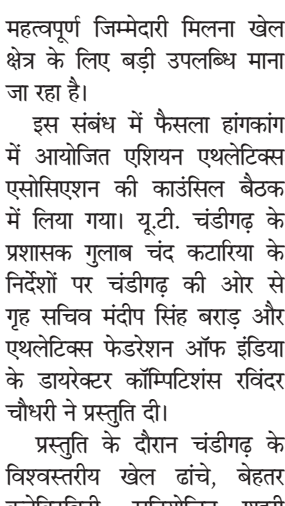 महत्वपूर्ण जिम्मेदारी मिलना खेल
क्षेत्र के लिए बड़ी उपलब्धि माना
जा रहा है।
इस संबंध में फैसला हांगकांग
में आयोजित एशियन एथलेटिक्स
एसोसिएशन की काउंसिल बैठक
में लिया गया। यू.टी. चंडीगढ़ के
प्रशासक गुलाब चंद कटारिया के
निर्देशों पर चंडीगढ़ की ओर से
गृह सचिव मंदीप सिंह बराड़ और
एथलेटिक्स फेडरेशन ऑफ इंडिया
के डायरेक्टर कॉम्पिटिशंस रविंदर
चौधरी ने प्रस्तुति दी।
प्रस्तुति के दौरान चंडीगढ़ के
विश्वस्तरीय खेल ढांचे, बेहतर